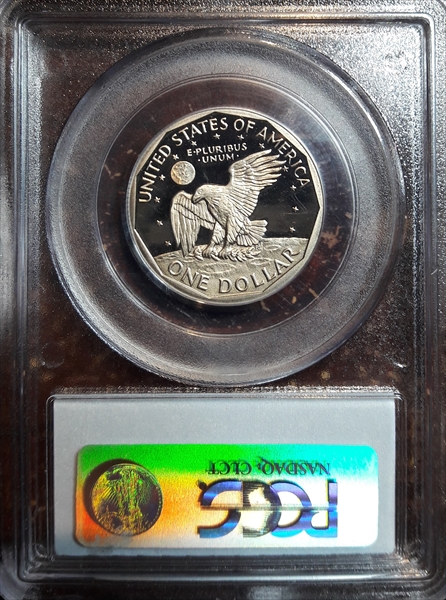 UNITED STATES OF AMERICA
E·PLURIBUS
·UNUM·
ONE DOLLAR
NASDAQ: CLCT
PCGS